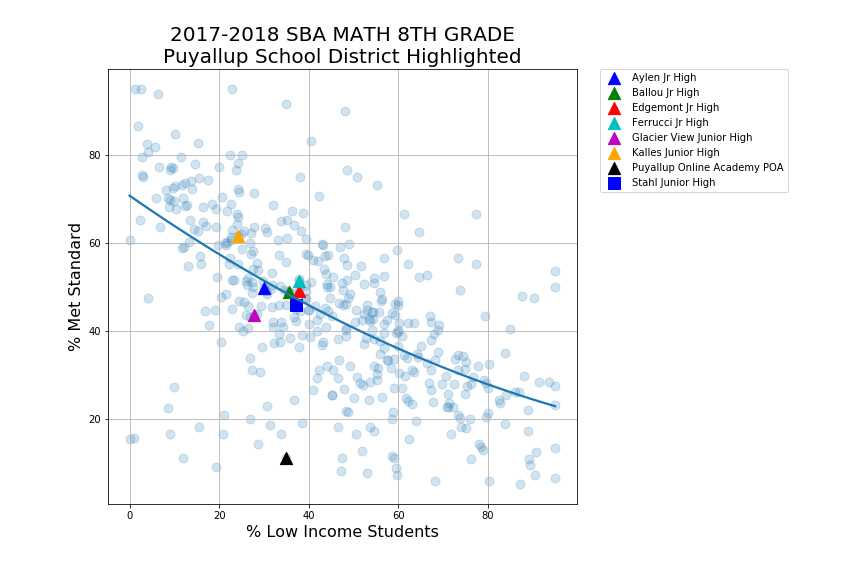 2017-2018 SBA MATH 8TH GRADE
Puyallup School District Highlighted
% Met Standard
80
60
40
20
0
20
40
60
80
% Low Income Students
Aylen Jr High
Ballou Jr High
Edgemont Jr High
Ferrucci Jr High
Glacier View Junior High
Kalles Junior High
Puyallup Online Academy POA
Stahl Junior High